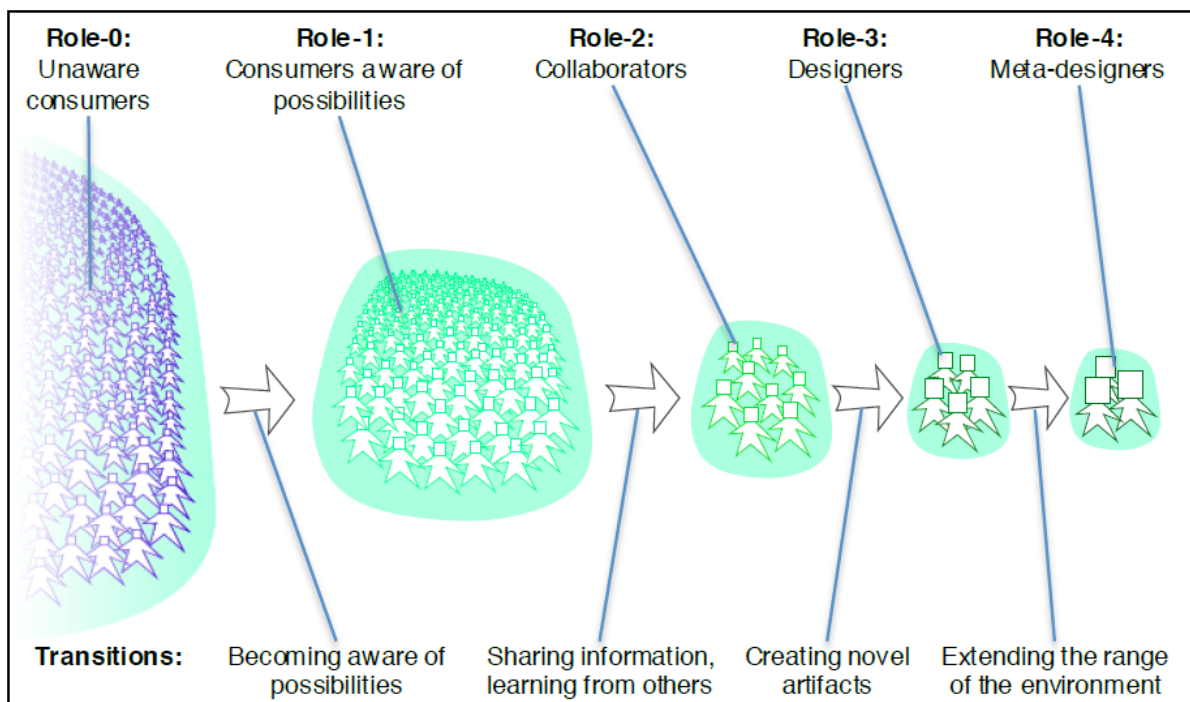 Role-0:
Unaware
consumers
Role-1:
Consumers aware of
possibilities
Role-2:
Collaborators
Role-3:
Designers
Role-4:
Meta-designers
Transitions:
Becoming aware of
possibilities
Sharing information,
learning from others
Creating novel
artifacts
Extending the range
of the environment